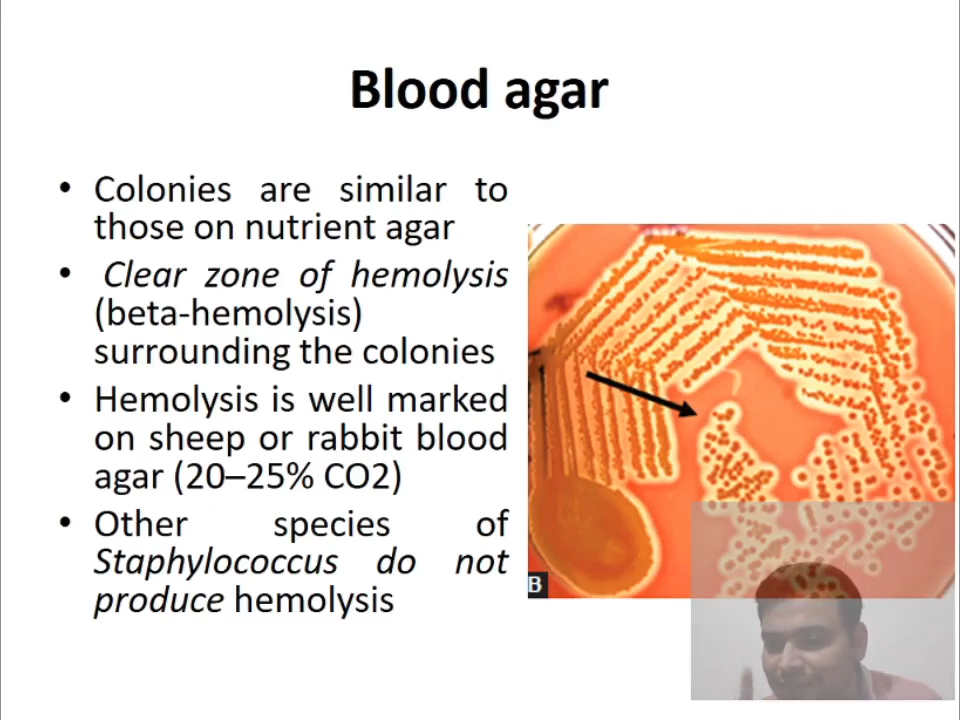 Blood agar
• Colonies are similar to
those on nutrient agar
• Clear zone of hemolysis
(beta-hemolysis)
surrounding the colonies
• Hemolysis is well marked
on sheep or rabbit blood
agar (20–25% CO2)
• Other species of
Staphylococcus do not
produce hemolysis
B